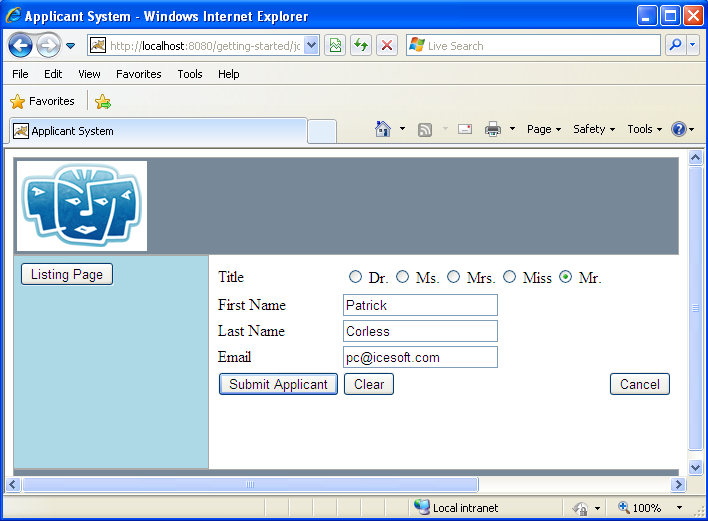 Applicant System - Windows Internet Explorer
http://localhost:8080/getting-started/jc
Live Search
File Edit View Favorites Tools Help
Favorites
Applicant System
Page Safety Tools
Listing Page
Title Dr. Ms. Mrs. Miss Mr.
First Name Patrick
Last Name Corless
Email pc@icesoft.com
Submit Applicant Clear Cancel
Local intranet 100%